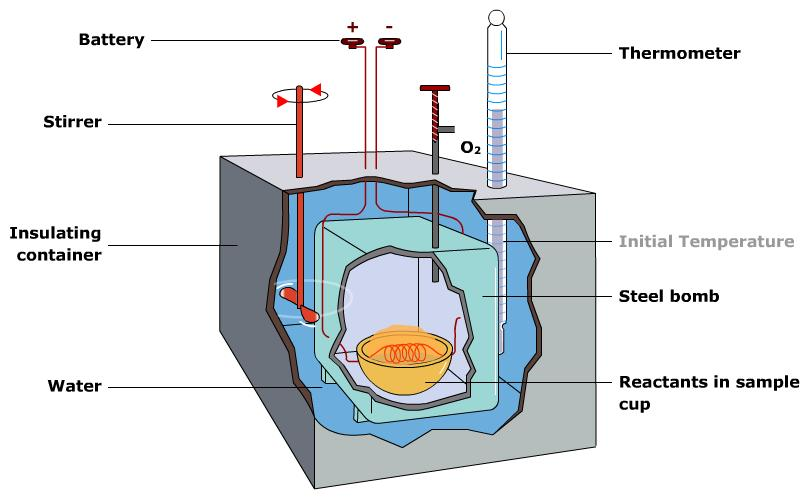 + -
Battery
Thermometer
Stirrer
O₂
Insulating
container
Initial Temperature
Steel bomb
Water
Reactants in sample
cup